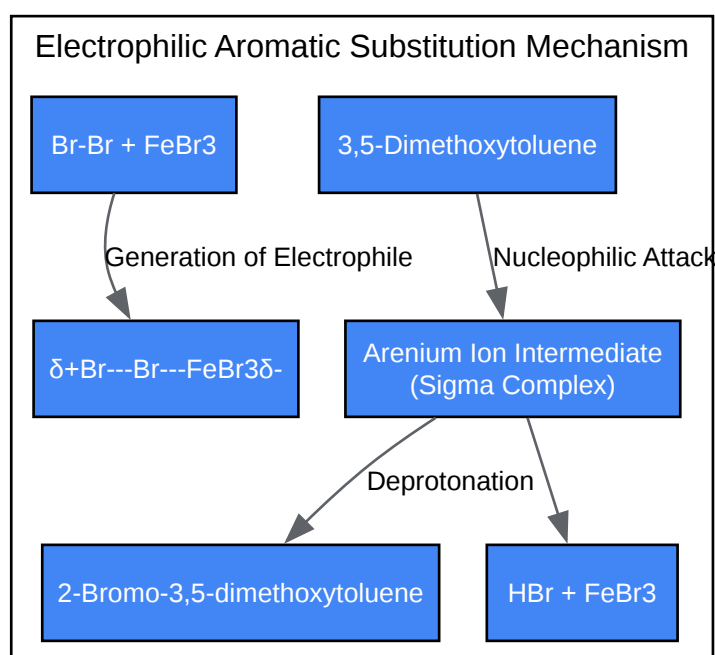 Electrophilic Aromatic Substitution Mechanism
Br-Br + FeBr3
3,5-Dimethoxytoluene
Generation of Electrophile
Nucleophilic Attack
δ+Br---Br---FeBr3δ-
Arenium Ion Intermediate
(Sigma Complex)
Deprotonation
2-Bromo-3,5-dimethoxytoluene
HBr + FeBr3